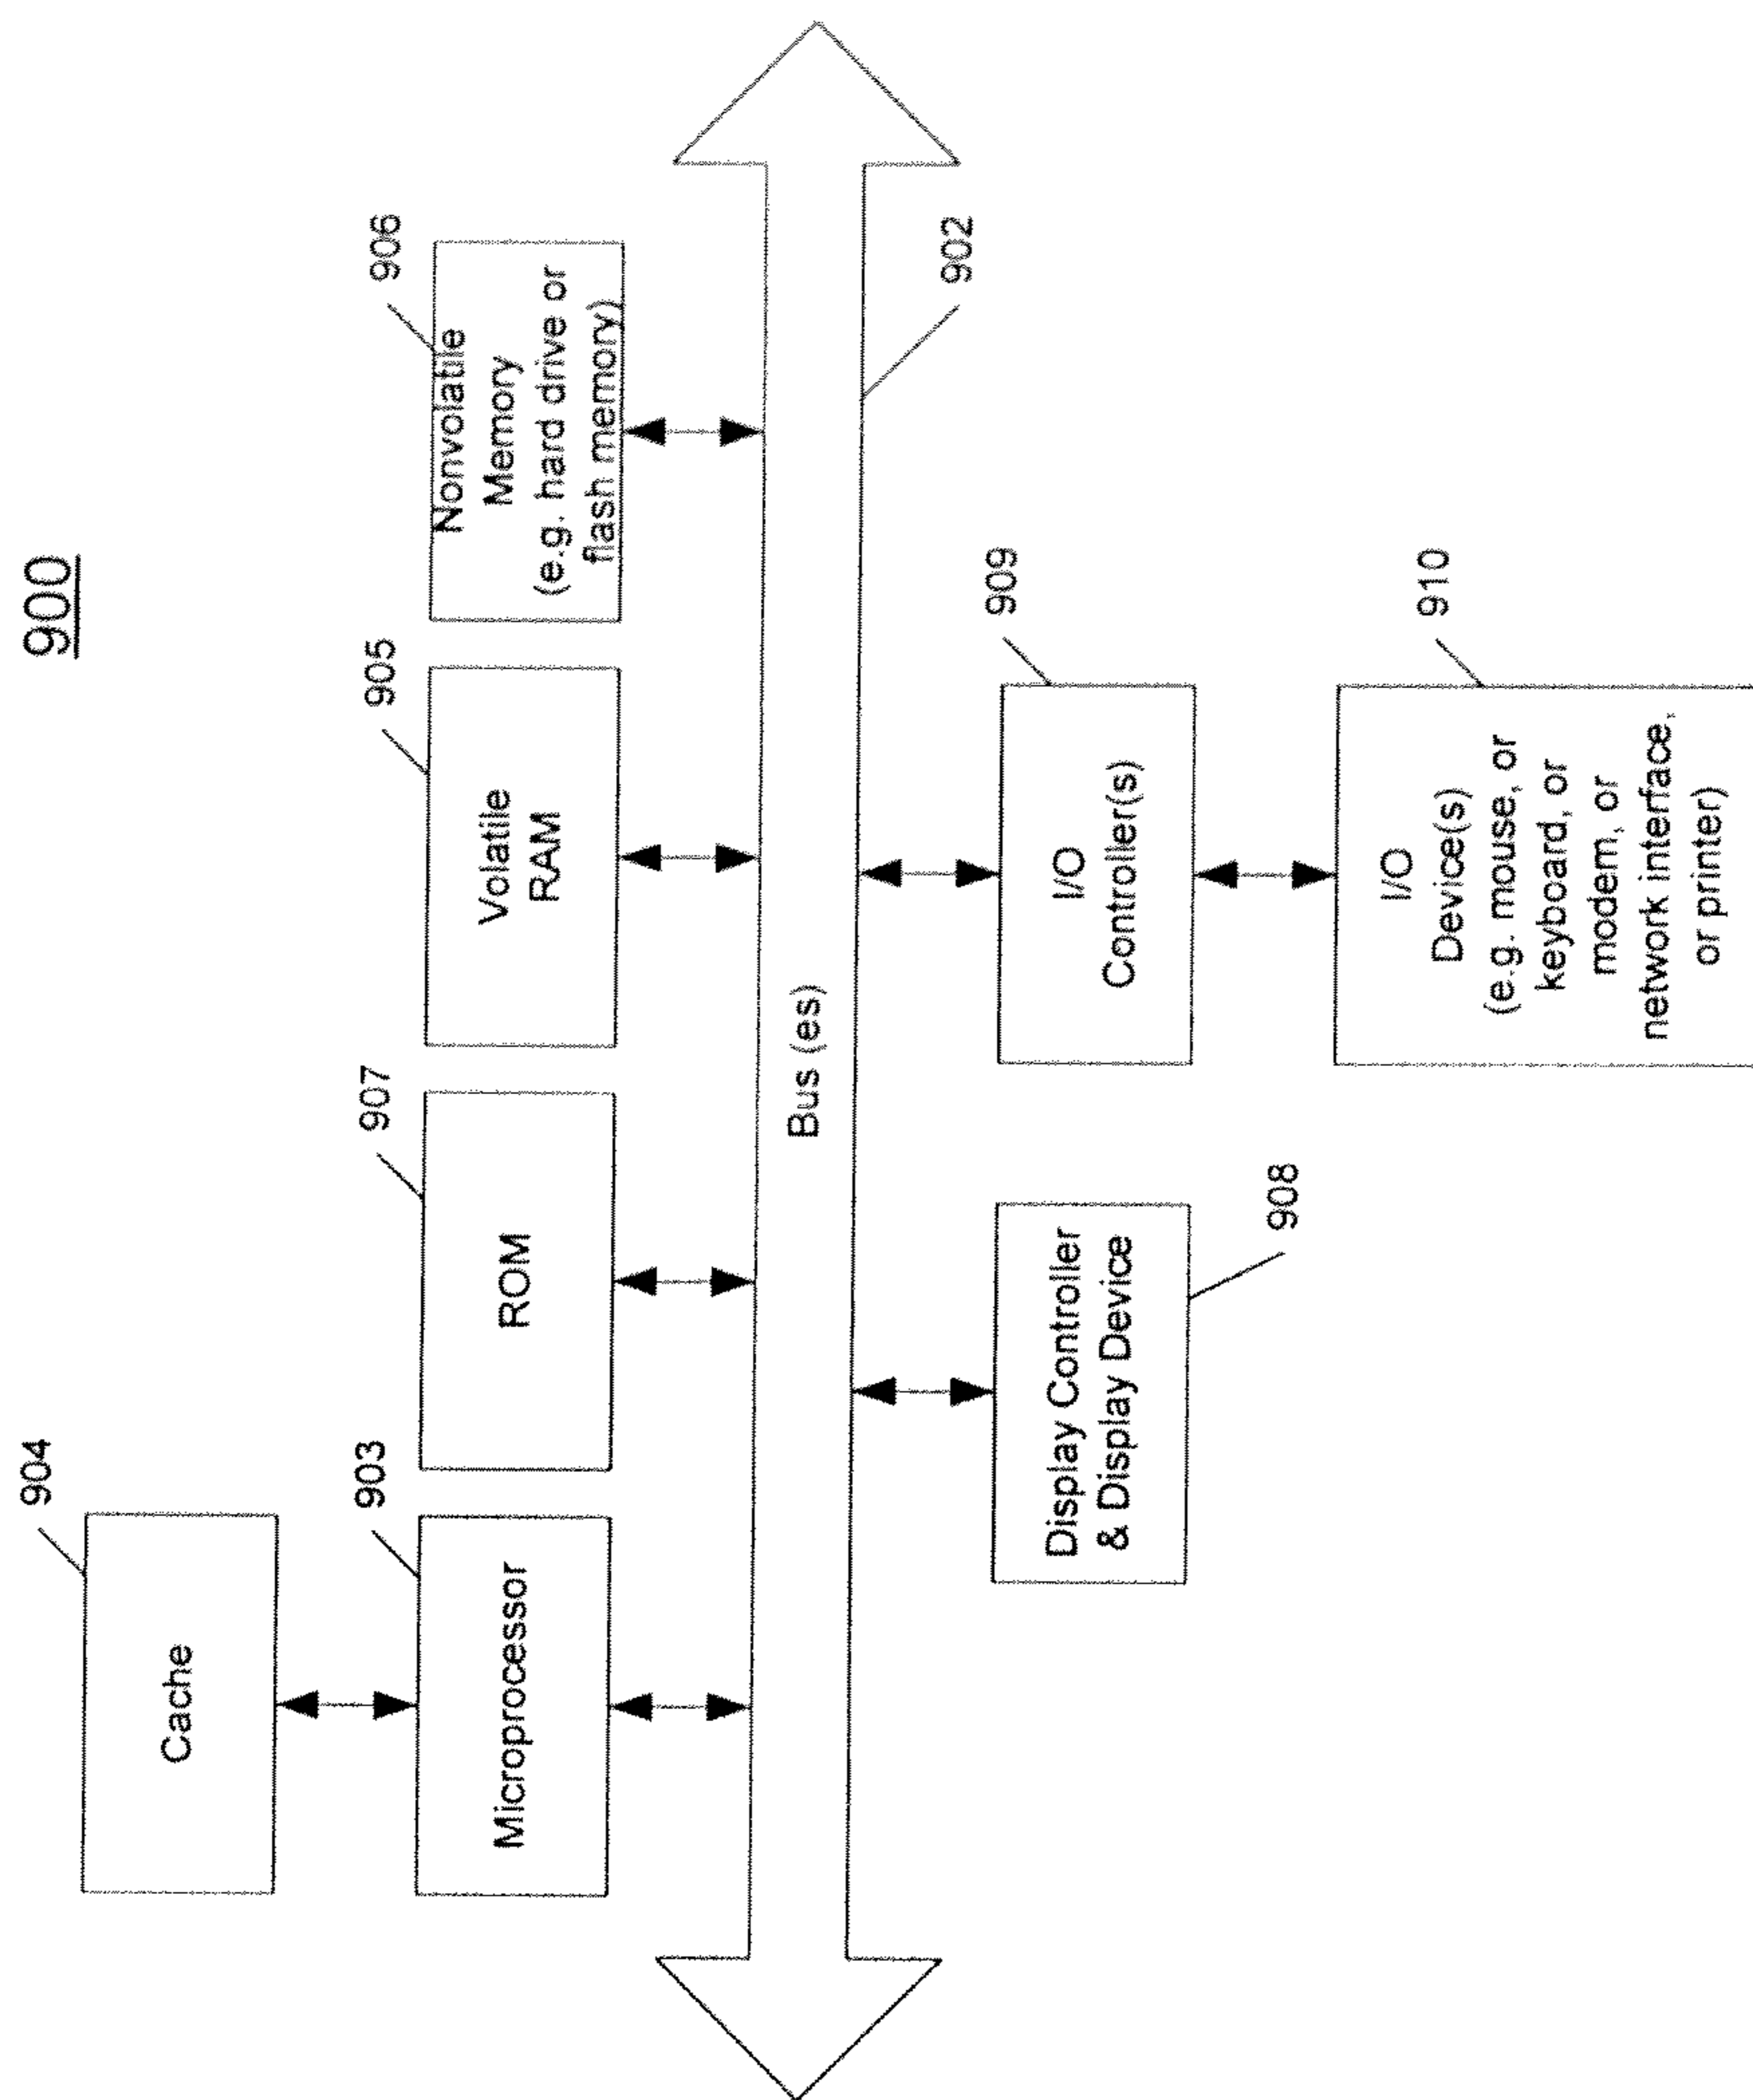 900
904
Cache
903
Microprocessor
907
ROM
905
Volatile
RAM
906
Nonvolatile
Memory
(e.g. hard drive or
flash memory)
Bus (es)
902
908
Display Controller
& Display Device
909
I/O
Controller(s)
910
I/O
Device(s)
(e.g. mouse, or
keyboard, or
modem, or
network interface,
or printer)